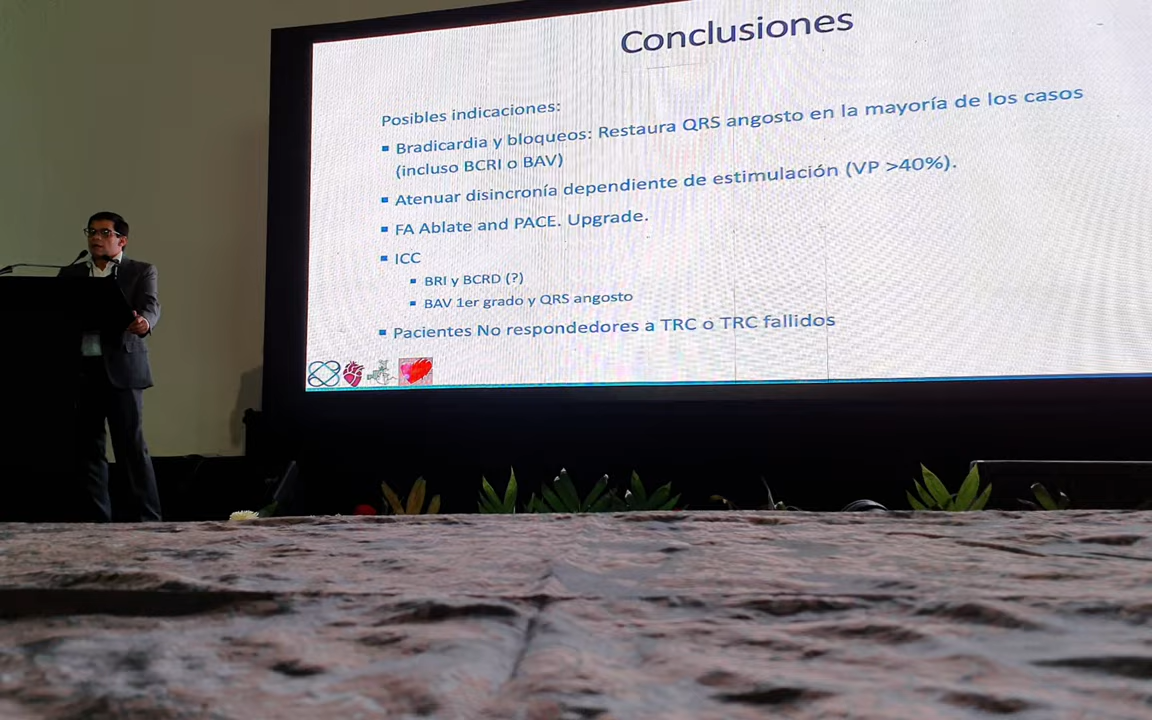 Conclusiones
Posibles indicaciones:
▪ Bradicardia y bloqueos: Restaura QRS angosto en la mayoría de los casos
(incluso BCRI o BAV)
▪ Atenuar disincronía dependiente de estimulación (VP >40%).
▪ FA Ablate and PACE. Upgrade.
▪ ICC
▪ BRI y BCRD (?)
▪ BAV 1er grado y QRS angosto
▪ Pacientes No respondedores a TRC o TRC fallidos